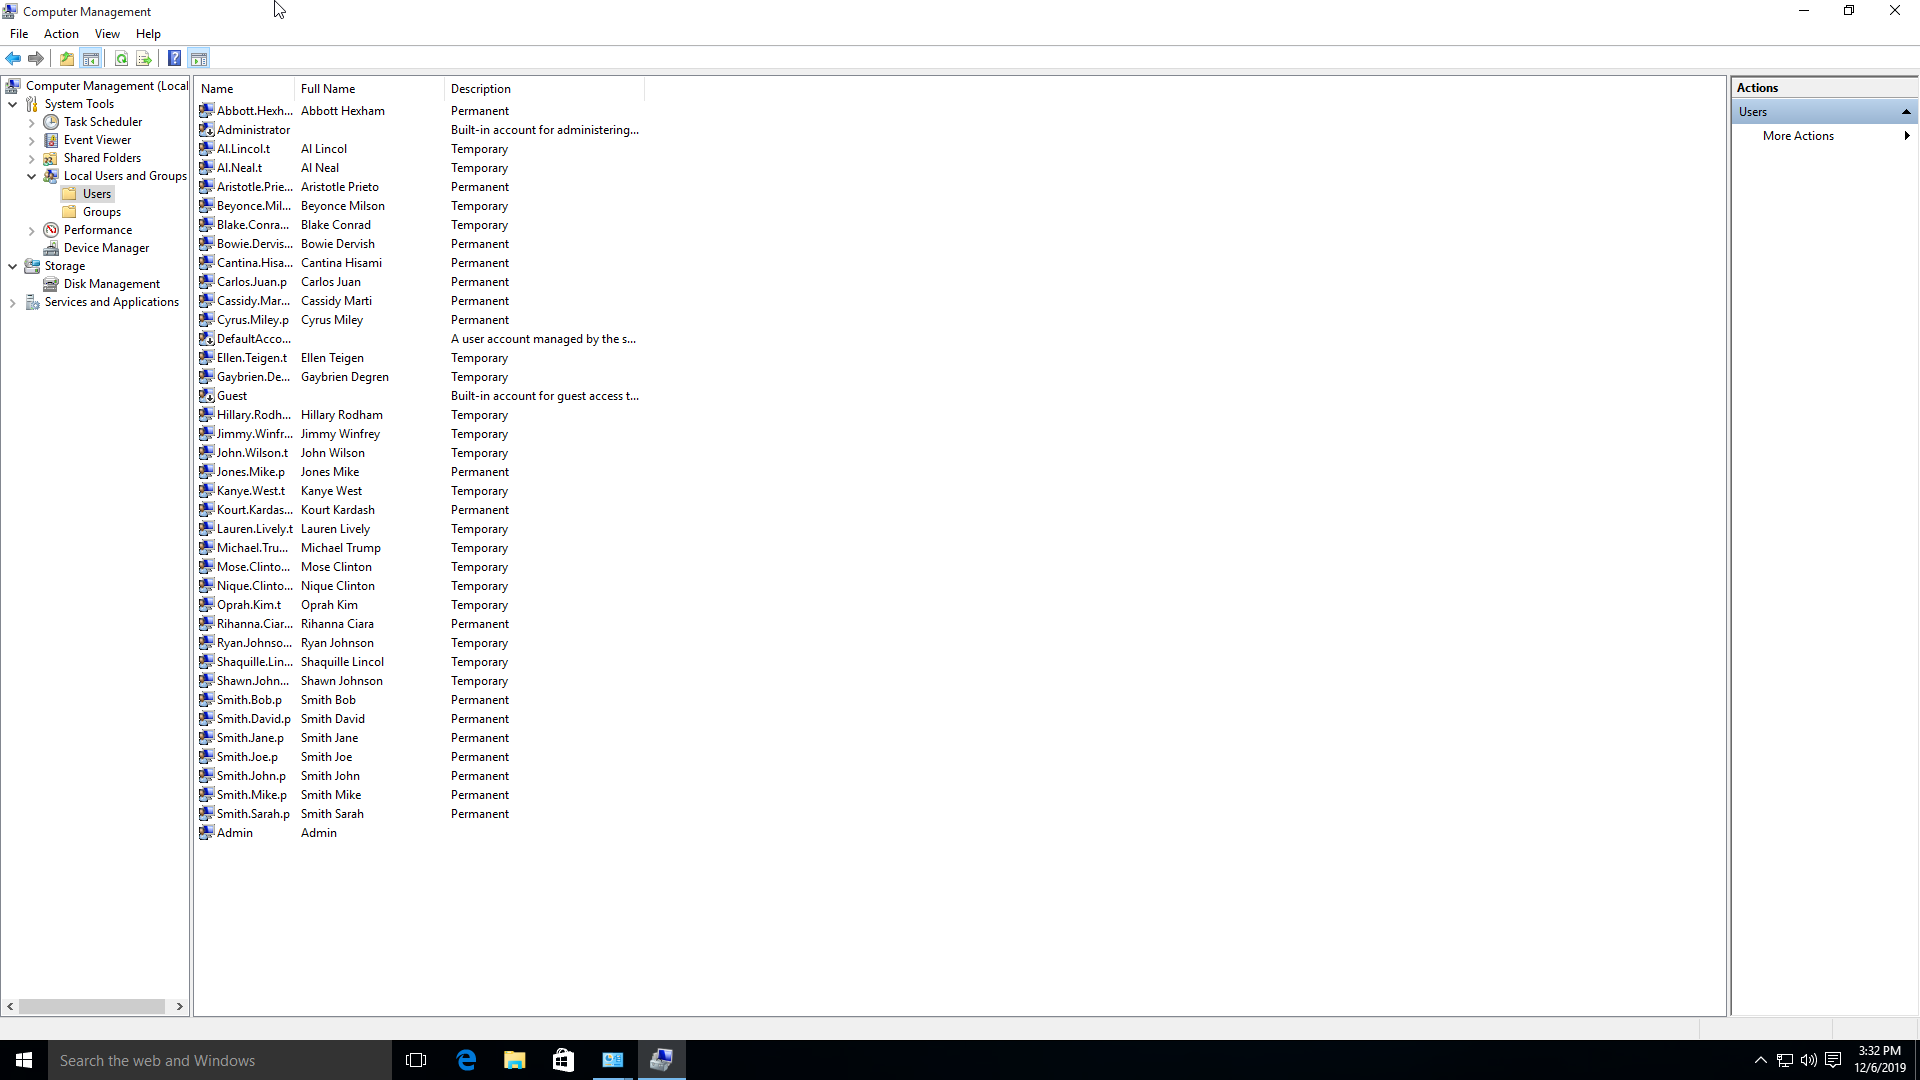 Computer Management
File Action View Help
Computer Management (Local
System Tools
Task Scheduler
Event Viewer
Shared Folders
Local Users and Groups
Users
Groups
Performance
Device Manager
Storage
Disk Management
Services and Applications
Name Full Name Description
Abbott.Hexh... Abbott Hexham Permanent
Administrator Built-in account for administering...
Al.Lincol.t Al Lincol Temporary
Al.Neal.t Al Neal Temporary
Aristotle.Prie... Aristotle Prieto Permanent
Beyonce.Mil... Beyonce Milson Temporary
Blake.Conra... Blake Conrad Temporary
Bowie.Dervis... Bowie Dervish Permanent
Cantina.Hisa... Cantina Hisami Permanent
Carlos.Juan.p Carlos Juan Permanent
Cassidy.Mar... Cassidy Marti Permanent
Cyrus.Miley.p Cyrus Miley Permanent
DefaultAcco... A user account managed by the s...
Ellen.Teigen.t Ellen Teigen Temporary
Gaybrien.De... Gaybrien Degren Temporary
Guest Built-in account for guest access t...
Hillary.Rodh... Hillary Rodham Temporary
Jimmy.Winfr... Jimmy Winfrey Temporary
John.Wilson.t John Wilson Temporary
Jones.Mike.p Jones Mike Permanent
Kanye.West.t Kanye West Temporary
Kourt.Kardas... Kourt Kardash Permanent
Lauren.Lively.t Lauren Lively Temporary
Michael.Tru... Michael Trump Temporary
Mose.Clinto... Mose Clinton Temporary
Nique.Clinto... Nique Clinton Temporary
Oprah.Kim.t Oprah Kim Temporary
Rihanna.Ciar... Rihanna Ciara Permanent
Ryan.Johnso... Ryan Johnson Temporary
Shaquille.Lin... Shaquille Lincol Temporary
Shawn.John... Shawn Johnson Temporary
Smith.Bob.p Smith Bob Permanent
Smith.David.p Smith David Permanent
Smith.Jane.p Smith Jane Permanent
Smith.Joe.p Smith Joe Permanent
Smith.John.p Smith John Permanent
Smith.Mike.p Smith Mike Permanent
Smith.Sarah.p Smith Sarah Permanent
Admin Admin
Actions
Users
More Actions
Search the web and Windows
3:32 PM
12/6/2019